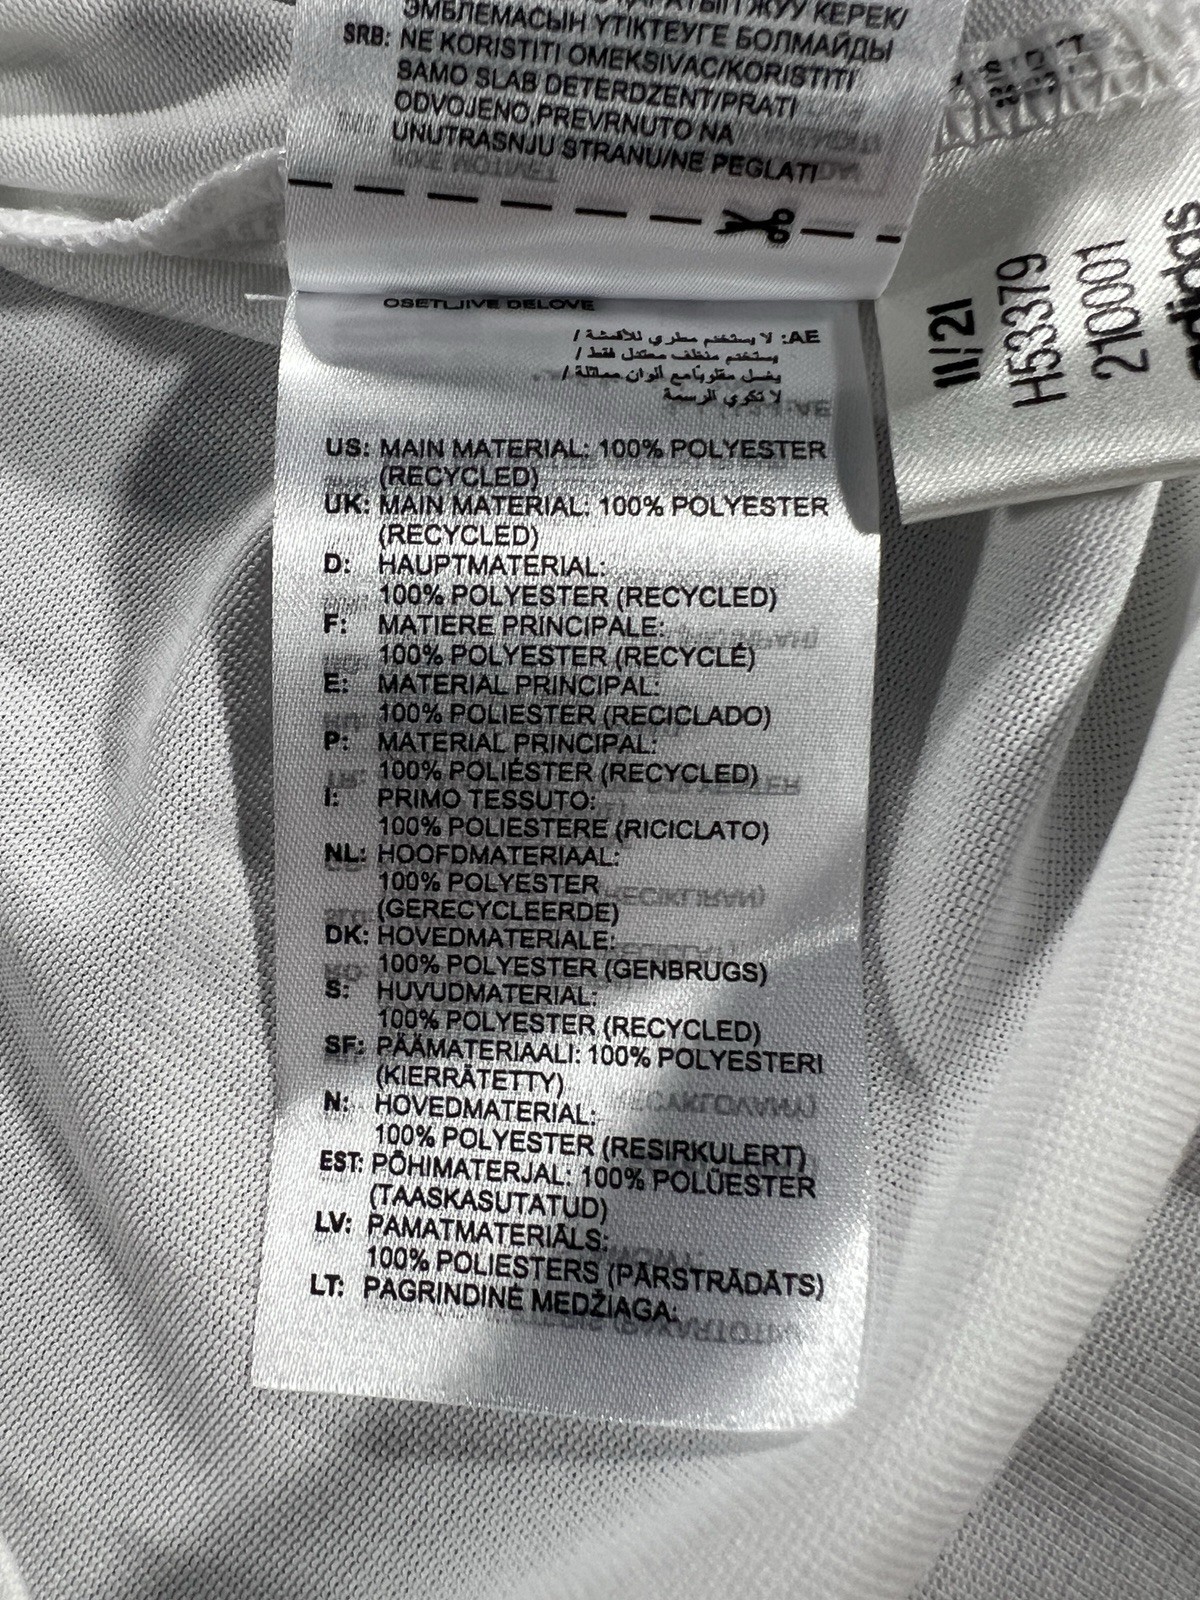 ЭМБЛЕМАСЫН ҮТІКТЕУГЕ БОЛМАЙДЫ
SRB: NE KORISTITI OMEKSIVAC/KORISTITI
SAMO SLAB DETERDZENT/PRATI
ODVOJENO,PREVRNUTO NA
UNUTRASNJU STRANU/NE PEGLATI
OSETLJIVE DELOVE
AE: لا يستخدم مطري للأقمشة /
يستخدم منظف معتدل فقط /
يغسل مقلوبا مع ألوان مماثلة /
لا تكوي الرسمة
US: MAIN MATERIAL: 100% POLYESTER
(RECYCLED)
UK: MAIN MATERIAL: 100% POLYESTER
(RECYCLED)
D: HAUPTMATERIAL:
100% POLYESTER (RECYCLED)
F: MATIERE PRINCIPALE:
100% POLYESTER (RECYCLÉ)
E: MATERIAL PRINCIPAL:
100% POLIESTER (RECICLADO)
P: MATERIAL PRINCIPAL:
100% POLIÉSTER (RECYCLED)
I: PRIMO TESSUTO:
100% POLIESTERE (RICICLATO)
NL: HOOFDMATERIAAL:
100% POLYESTER
(GERECYCLEERDE)
DK: HOVEDMATERIALE:
100% POLYESTER (GENBRUGS)
S: HUVUDMATERIAL:
100% POLYESTER (RECYCLED)
SF: PÄÄMATERIAALI: 100% POLYESTERI
(KIERRÄTETTY)
N: HOVEDMATERIAL:
100% POLYESTER (RESIRKULERT)
EST: PÕHIMATERJAL: 100% POLÜESTER
(TAASKASUTATUD)
LV: PAMATMATERIĀLS:
100% POLIESTERS (PĀRSTRĀDĀTS)
LT: PAGRINDINĖ MEDŽIAGA:
11/21
H53379
210001
adidas